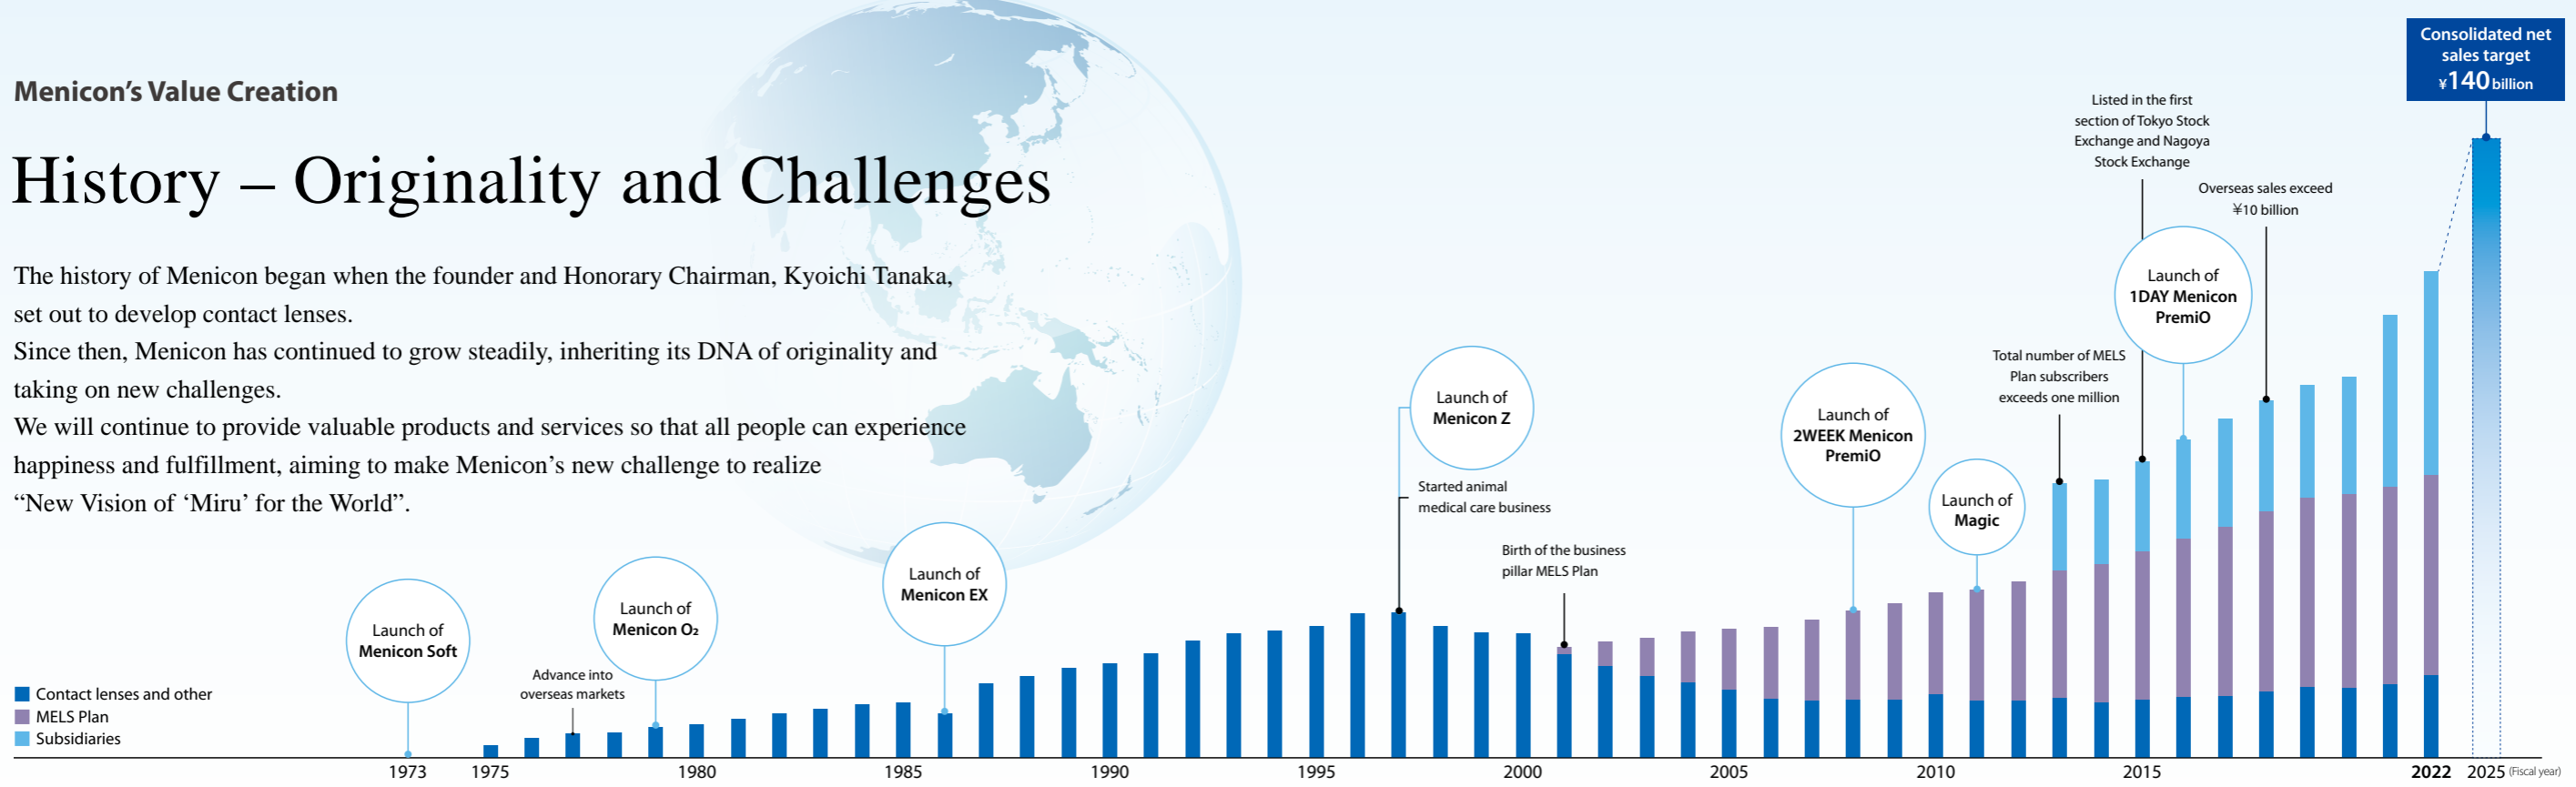 Menicon's Value Creation
History – Originality and Challenges
The history of Menicon began when the founder and Honorary Chairman, Kyoichi Tanaka,
set out to develop contact lenses.
Since then, Menicon has continued to grow steadily, inheriting its DNA of originality and
taking on new challenges.
We will continue to provide valuable products and services so that all people can experience
happiness and fulfillment, aiming to make Menicon's new challenge to realize
“New Vision of ‘Miru’ for the World”.
Contact lenses and other
MELS Plan
Subsidiaries
Launch of
Menicon Soft
Advance into
overseas markets
Launch of
Menicon O₂
Launch of
Menicon EX
Launch of
Menicon Z
Started animal
medical care business
Birth of the business
pillar MELS Plan
Launch of
2WEEK Menicon
PremiO
Launch of
Magic
Total number of MELS
Plan subscribers
exceeds one million
Listed in the first
section of Tokyo Stock
Exchange and Nagoya
Stock Exchange
Launch of
1DAY Menicon
PremiO
Overseas sales exceed
¥10 billion
Consolidated net
sales target
¥140 billion
1973 1975 1980 1985 1990 1995 2000 2005 2010 2015 2022 2025 (Fiscal year)